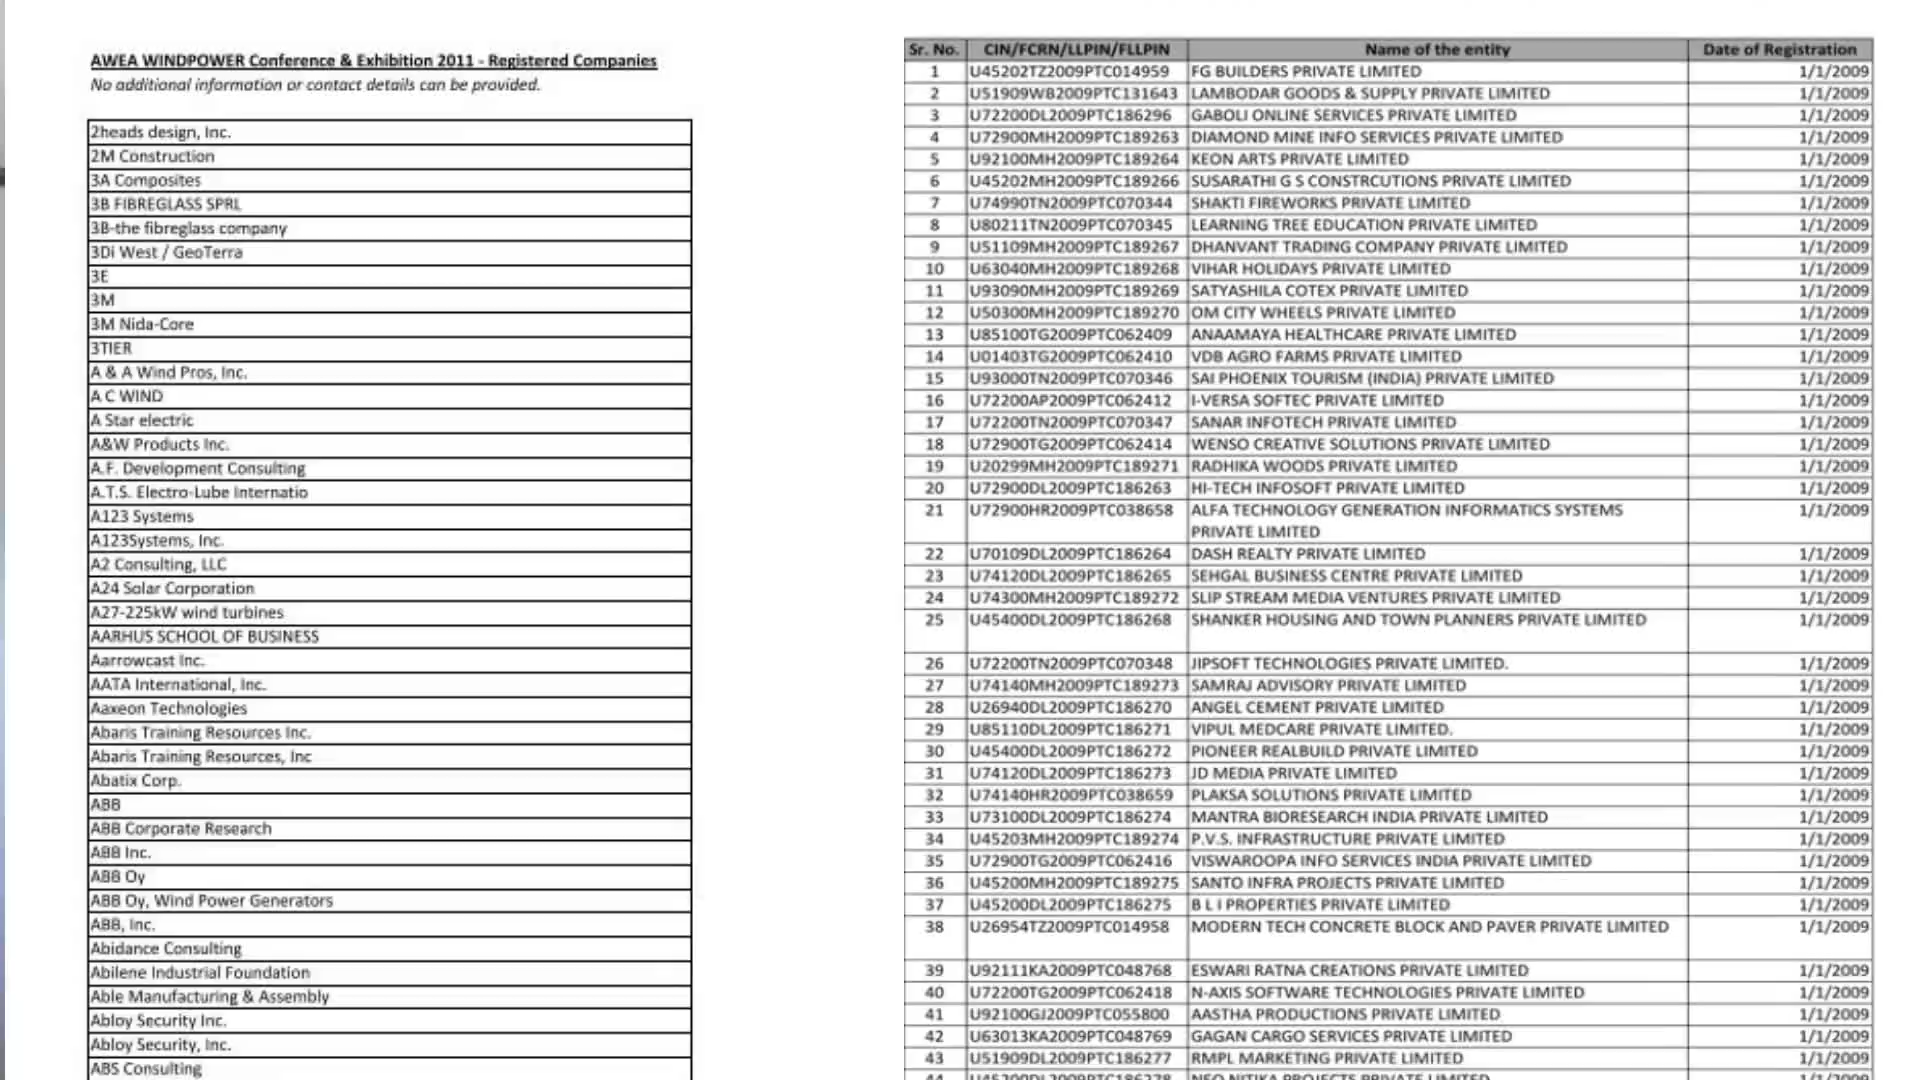 AWEA WINDPOWER Conference & Exhibition 2011 - Registered Companies
No additional information or contact details can be provided.
2heads design, Inc.
2M Construction
3A Composites
3B FIBREGLASS SPRL
3B-the fibreglass company
3Di West / GeoTerra
3E
3M
3M Nida-Core
3TIER
A & A Wind Pros, Inc.
A C WIND
A Star electric
A&W Products Inc.
A.F. Development Consulting
A.T.S. Electro-Lube Internatio
A123 Systems
A123Systems, Inc.
A2 Consulting, LLC
A24 Solar Corporation
A27-225kW wind turbines
AARHUS SCHOOL OF BUSINESS
Aarrowcast Inc.
AATA International, Inc.
Aaxeon Technologies
Abaris Training Resources Inc.
Abaris Training Resources, Inc
Abatix Corp.
ABB
ABB Corporate Research
ABB Inc.
ABB Oy
ABB Oy, Wind Power Generators
ABB, Inc.
Abidance Consulting
Abilene Industrial Foundation
Able Manufacturing & Assembly
Abloy Security Inc.
Abloy Security, Inc.
ABS Consulting
Sr. No. CIN/FCRN/LLPIN/FLLPIN Name of the entity Date of Registration
1 U45202TZ2009PTC014959 FG BUILDERS PRIVATE LIMITED 1/1/2009
2 U51909WB2009PTC131643 LAMBODAR GOODS & SUPPLY PRIVATE LIMITED 1/1/2009
3 U72200DL2009PTC186296 GABOLI ONLINE SERVICES PRIVATE LIMITED 1/1/2009
4 U72900MH2009PTC189263 DIAMOND MINE INFO SERVICES PRIVATE LIMITED 1/1/2009
5 U92100MH2009PTC189264 KEON ARTS PRIVATE LIMITED 1/1/2009
6 U45202MH2009PTC189266 SUSARATHI G S CONSTRCUTIONS PRIVATE LIMITED 1/1/2009
7 U74990TN2009PTC070344 SHAKTI FIREWORKS PRIVATE LIMITED 1/1/2009
8 U80211TN2009PTC070345 LEARNING TREE EDUCATION PRIVATE LIMITED 1/1/2009
9 U51109MH2009PTC189267 DHANVANT TRADING COMPANY PRIVATE LIMITED 1/1/2009
10 U63040MH2009PTC189268 VIHAR HOLIDAYS PRIVATE LIMITED 1/1/2009
11 U93090MH2009PTC189269 SATYASHILA COTEX PRIVATE LIMITED 1/1/2009
12 U50300MH2009PTC189270 OM CITY WHEELS PRIVATE LIMITED 1/1/2009
13 U85100TG2009PTC062409 ANAAMAYA HEALTHCARE PRIVATE LIMITED 1/1/2009
14 U01403TG2009PTC062410 VDB AGRO FARMS PRIVATE LIMITED 1/1/2009
15 U93000TN2009PTC070346 SAI PHOENIX TOURISM (INDIA) PRIVATE LIMITED 1/1/2009
16 U72200AP2009PTC062412 I-VERSA SOFTEC PRIVATE LIMITED 1/1/2009
17 U72200TN2009PTC070347 SANAR INFOTECH PRIVATE LIMITED 1/1/2009
18 U72900TG2009PTC062414 WENSO CREATIVE SOLUTIONS PRIVATE LIMITED 1/1/2009
19 U20299MH2009PTC189271 RADHIKA WOODS PRIVATE LIMITED 1/1/2009
20 U72900DL2009PTC186263 HI-TECH INFOSOFT PRIVATE LIMITED 1/1/2009
21 U72900HR2009PTC038658 ALFA TECHNOLOGY GENERATION INFORMATICS SYSTEMS 1/1/2009
PRIVATE LIMITED
22 U70109DL2009PTC186264 DASH REALTY PRIVATE LIMITED 1/1/2009
23 U74120DL2009PTC186265 SEHGAL BUSINESS CENTRE PRIVATE LIMITED 1/1/2009
24 U74300MH2009PTC189272 SLIP STREAM MEDIA VENTURES PRIVATE LIMITED 1/1/2009
25 U45400DL2009PTC186268 SHANKER HOUSING AND TOWN PLANNERS PRIVATE LIMITED 1/1/2009
26 U72200TN2009PTC070348 JIPSOFT TECHNOLOGIES PRIVATE LIMITED. 1/1/2009
27 U74140MH2009PTC189273 SAMRAJ ADVISORY PRIVATE LIMITED 1/1/2009
28 U26940DL2009PTC186270 ANGEL CEMENT PRIVATE LIMITED 1/1/2009
29 U85110DL2009PTC186271 VIPUL MEDCARE PRIVATE LIMITED. 1/1/2009
30 U45400DL2009PTC186272 PIONEER REALBUILD PRIVATE LIMITED 1/1/2009
31 U74120DL2009PTC186273 JD MEDIA PRIVATE LIMITED 1/1/2009
32 U74140HR2009PTC038659 PLAKSA SOLUTIONS PRIVATE LIMITED 1/1/2009
33 U73100DL2009PTC186274 MANTRA BIORESEARCH INDIA PRIVATE LIMITED 1/1/2009
34 U45203MH2009PTC189274 P.V.S. INFRASTRUCTURE PRIVATE LIMITED 1/1/2009
35 U72900TG2009PTC062416 VISWAROOPA INFO SERVICES INDIA PRIVATE LIMITED 1/1/2009
36 U45200MH2009PTC189275 SANTO INFRA PROJECTS PRIVATE LIMITED 1/1/2009
37 U45200DL2009PTC186275 B L I PROPERTIES PRIVATE LIMITED 1/1/2009
38 U26954TZ2009PTC014958 MODERN TECH CONCRETE BLOCK AND PAVER PRIVATE LIMITED 1/1/2009
39 U92111KA2009PTC048768 ESWARI RATNA CREATIONS PRIVATE LIMITED 1/1/2009
40 U72200TG2009PTC062418 N-AXIS SOFTWARE TECHNOLOGIES PRIVATE LIMITED 1/1/2009
41 U92100GJ2009PTC055800 AASTHA PRODUCTIONS PRIVATE LIMITED 1/1/2009
42 U63013KA2009PTC048769 GAGAN CARGO SERVICES PRIVATE LIMITED 1/1/2009
43 U51909DL2009PTC186277 RMPL MARKETING PRIVATE LIMITED 1/1/2009